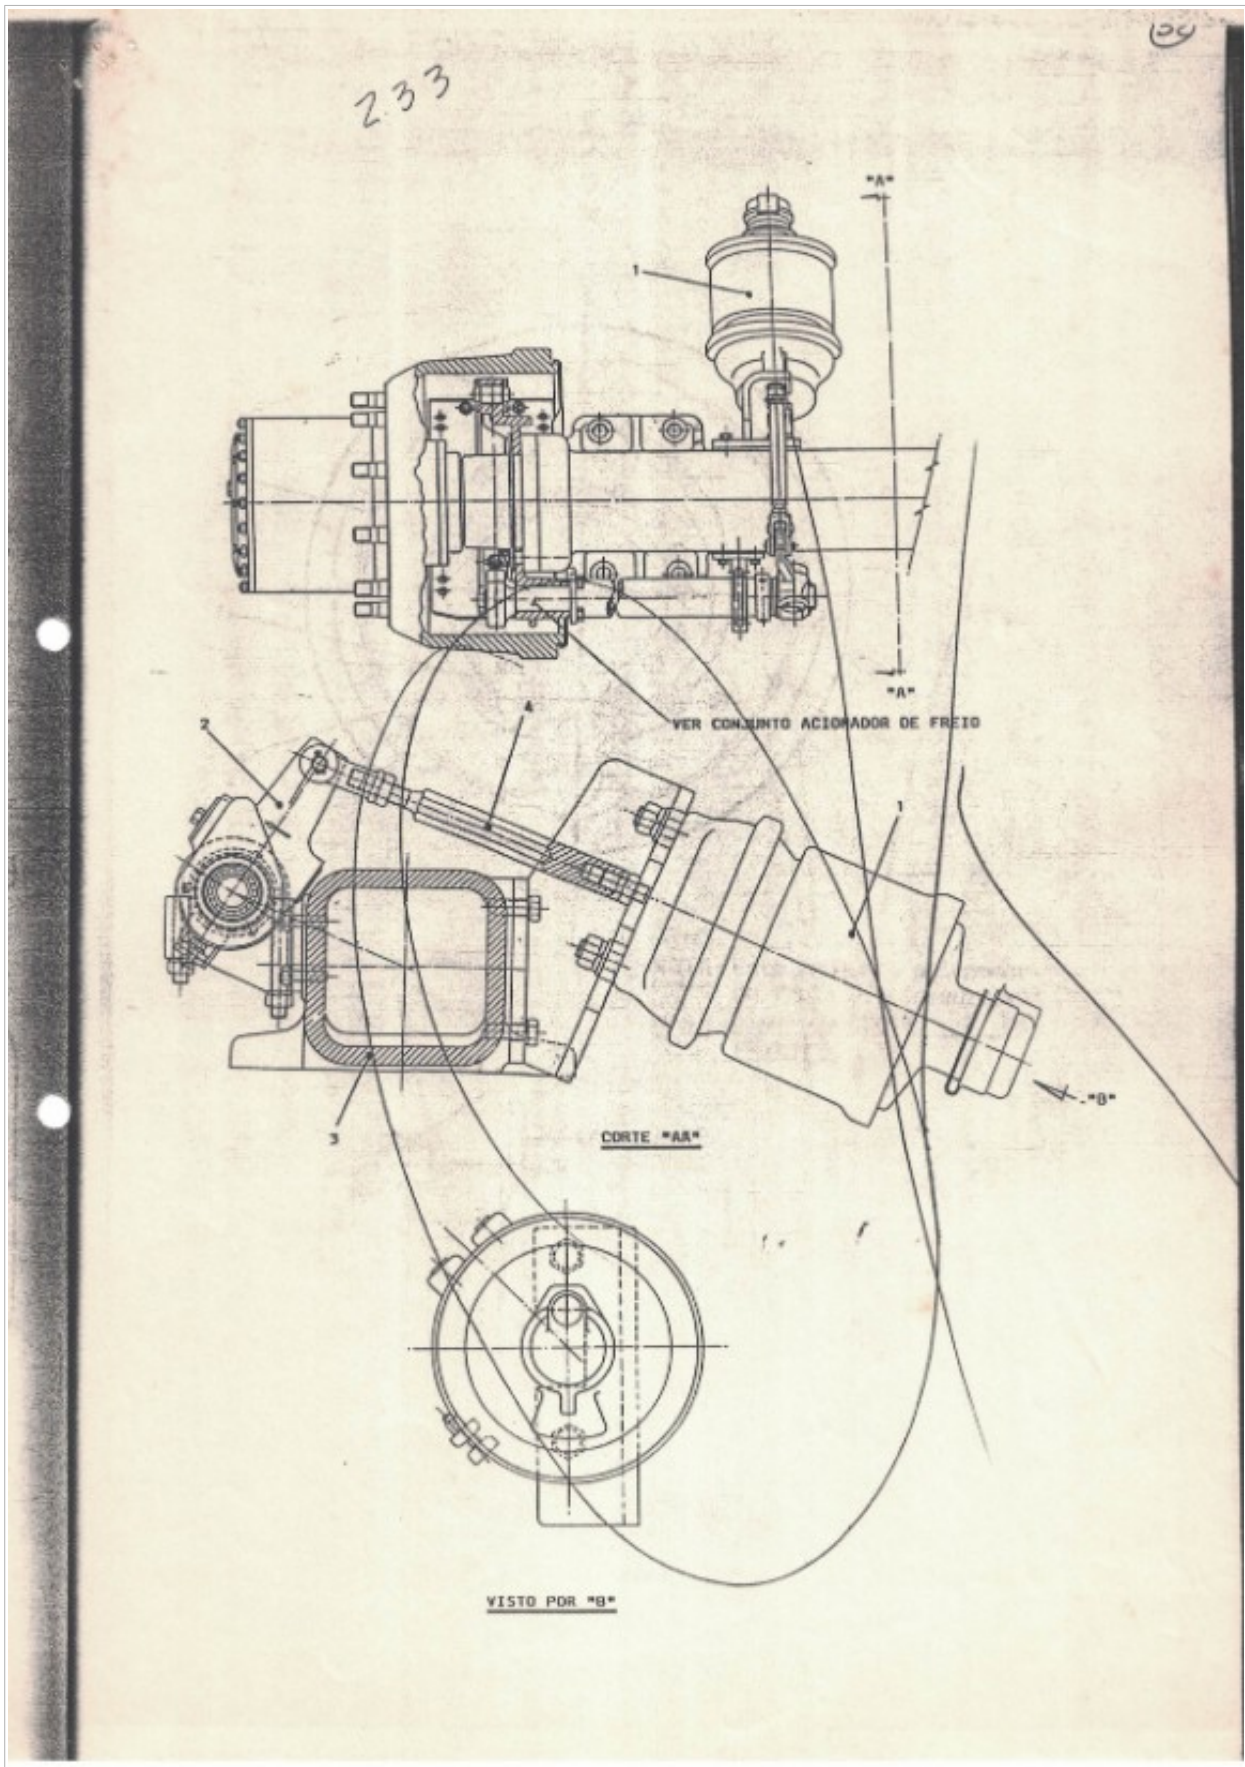 2.33
"A"
1
"A"
VER CONJUNTO ACIONADOR DE FREIO
4
2
1
"B"
3
CORTE "AA"
VISTO POR "B"